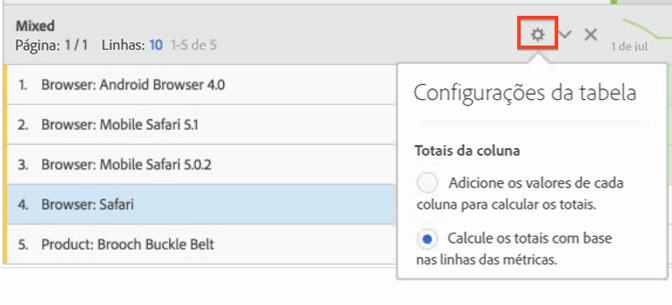 Mixed
Página: 1 / 1 Linhas: 10 1-5 de 5
1 de jul
1. Browser: Android Browser 4.0
2. Browser: Mobile Safari 5.1
3. Browser: Mobile Safari 5.0.2
4. Browser: Safari
5. Product: Brooch Buckle Belt
Configurações da tabela
Totais da coluna
Adicione os valores de cada
coluna para calcular os totais.
Calcule os totais com base
nas linhas das métricas.